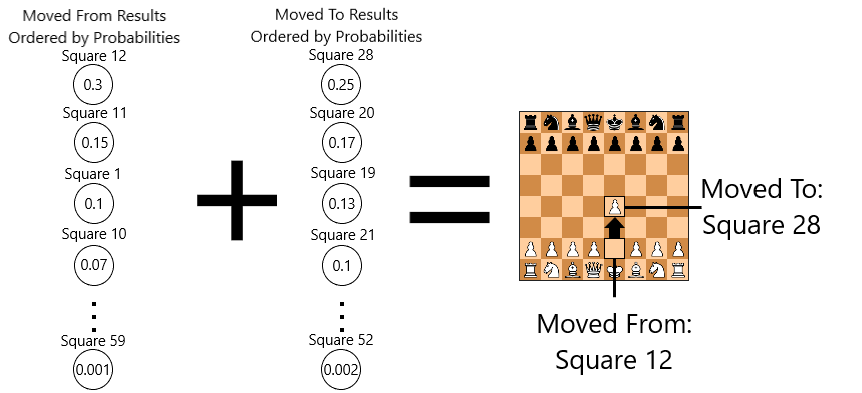 Moved From Results
Ordered by Probabilities
Square 12
0.3
Square 11
0.15
Square 1
0.1
Square 10
0.07
Square 59
0.001
Moved To Results
Ordered by Probabilities
Square 28
0.25
Square 20
0.17
Square 19
0.13
Square 21
0.1
Square 52
0.002
Moved To:
Square 28
Moved From:
Square 12